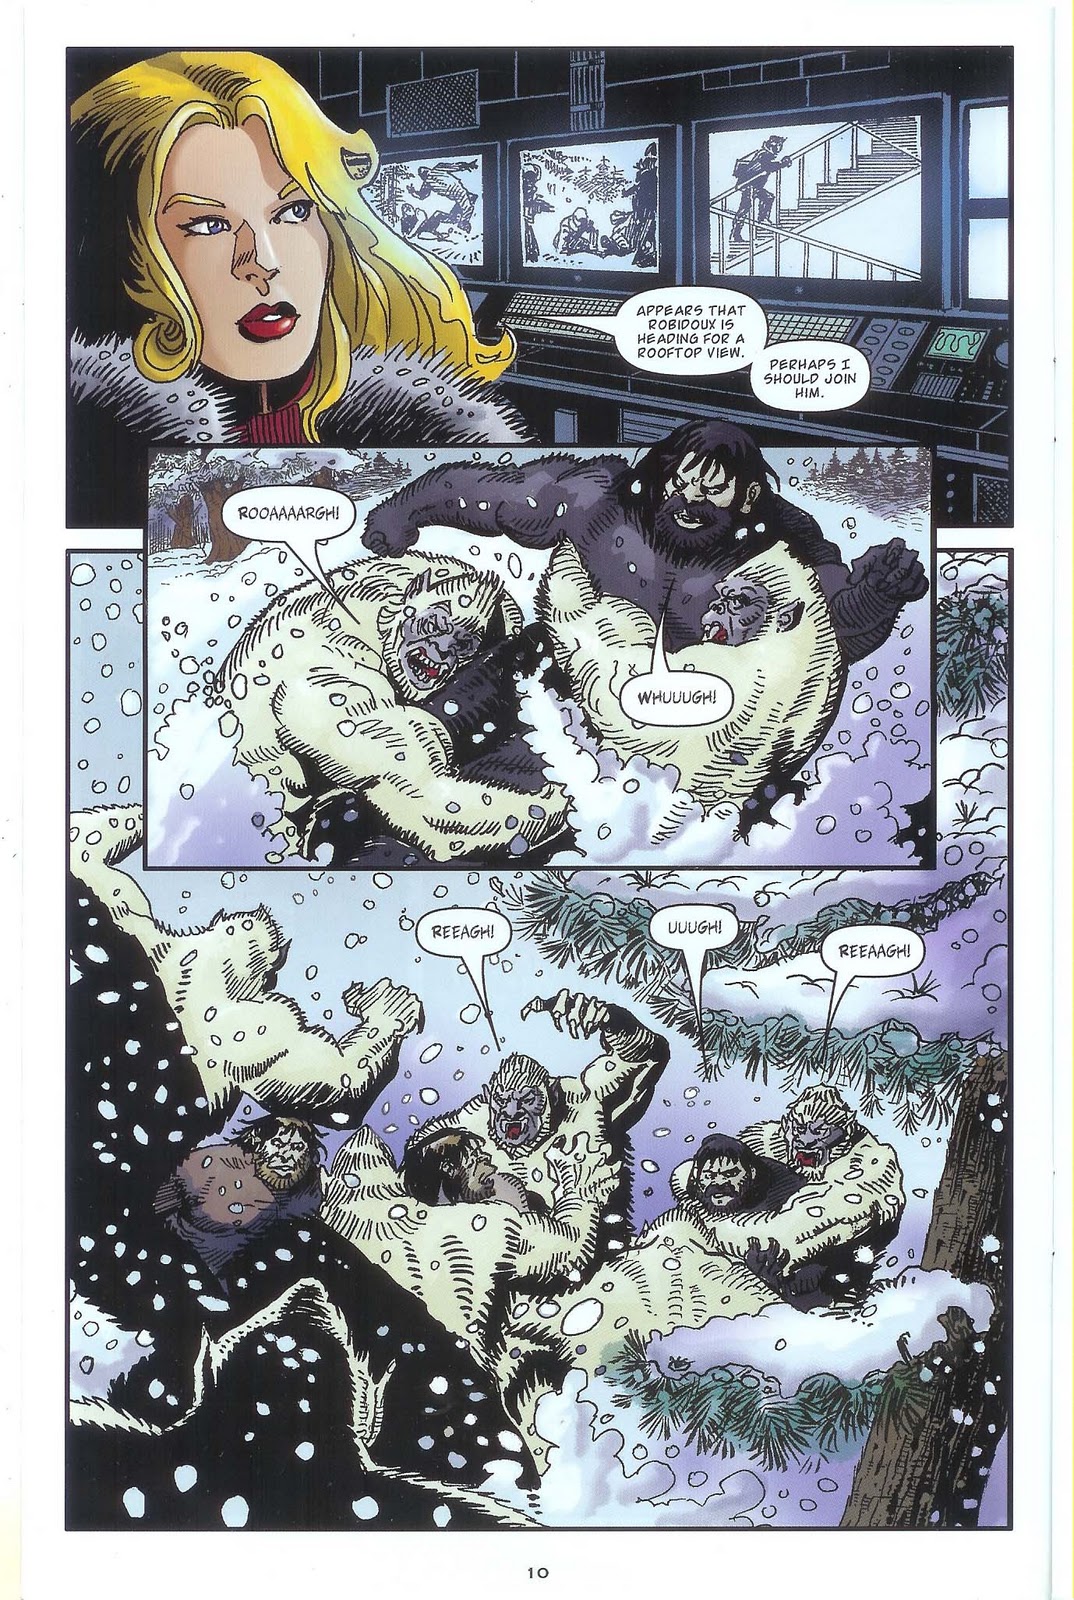 APPEARS THAT
ROBIDOUX IS
HEADING FOR A
ROOFTOP VIEW.
PERHAPS I
SHOULD JOIN
HIM.
ROOAAAARGH!
WHUUUGH!
REEAGH!
UUUGH!
REEAAGH!
10